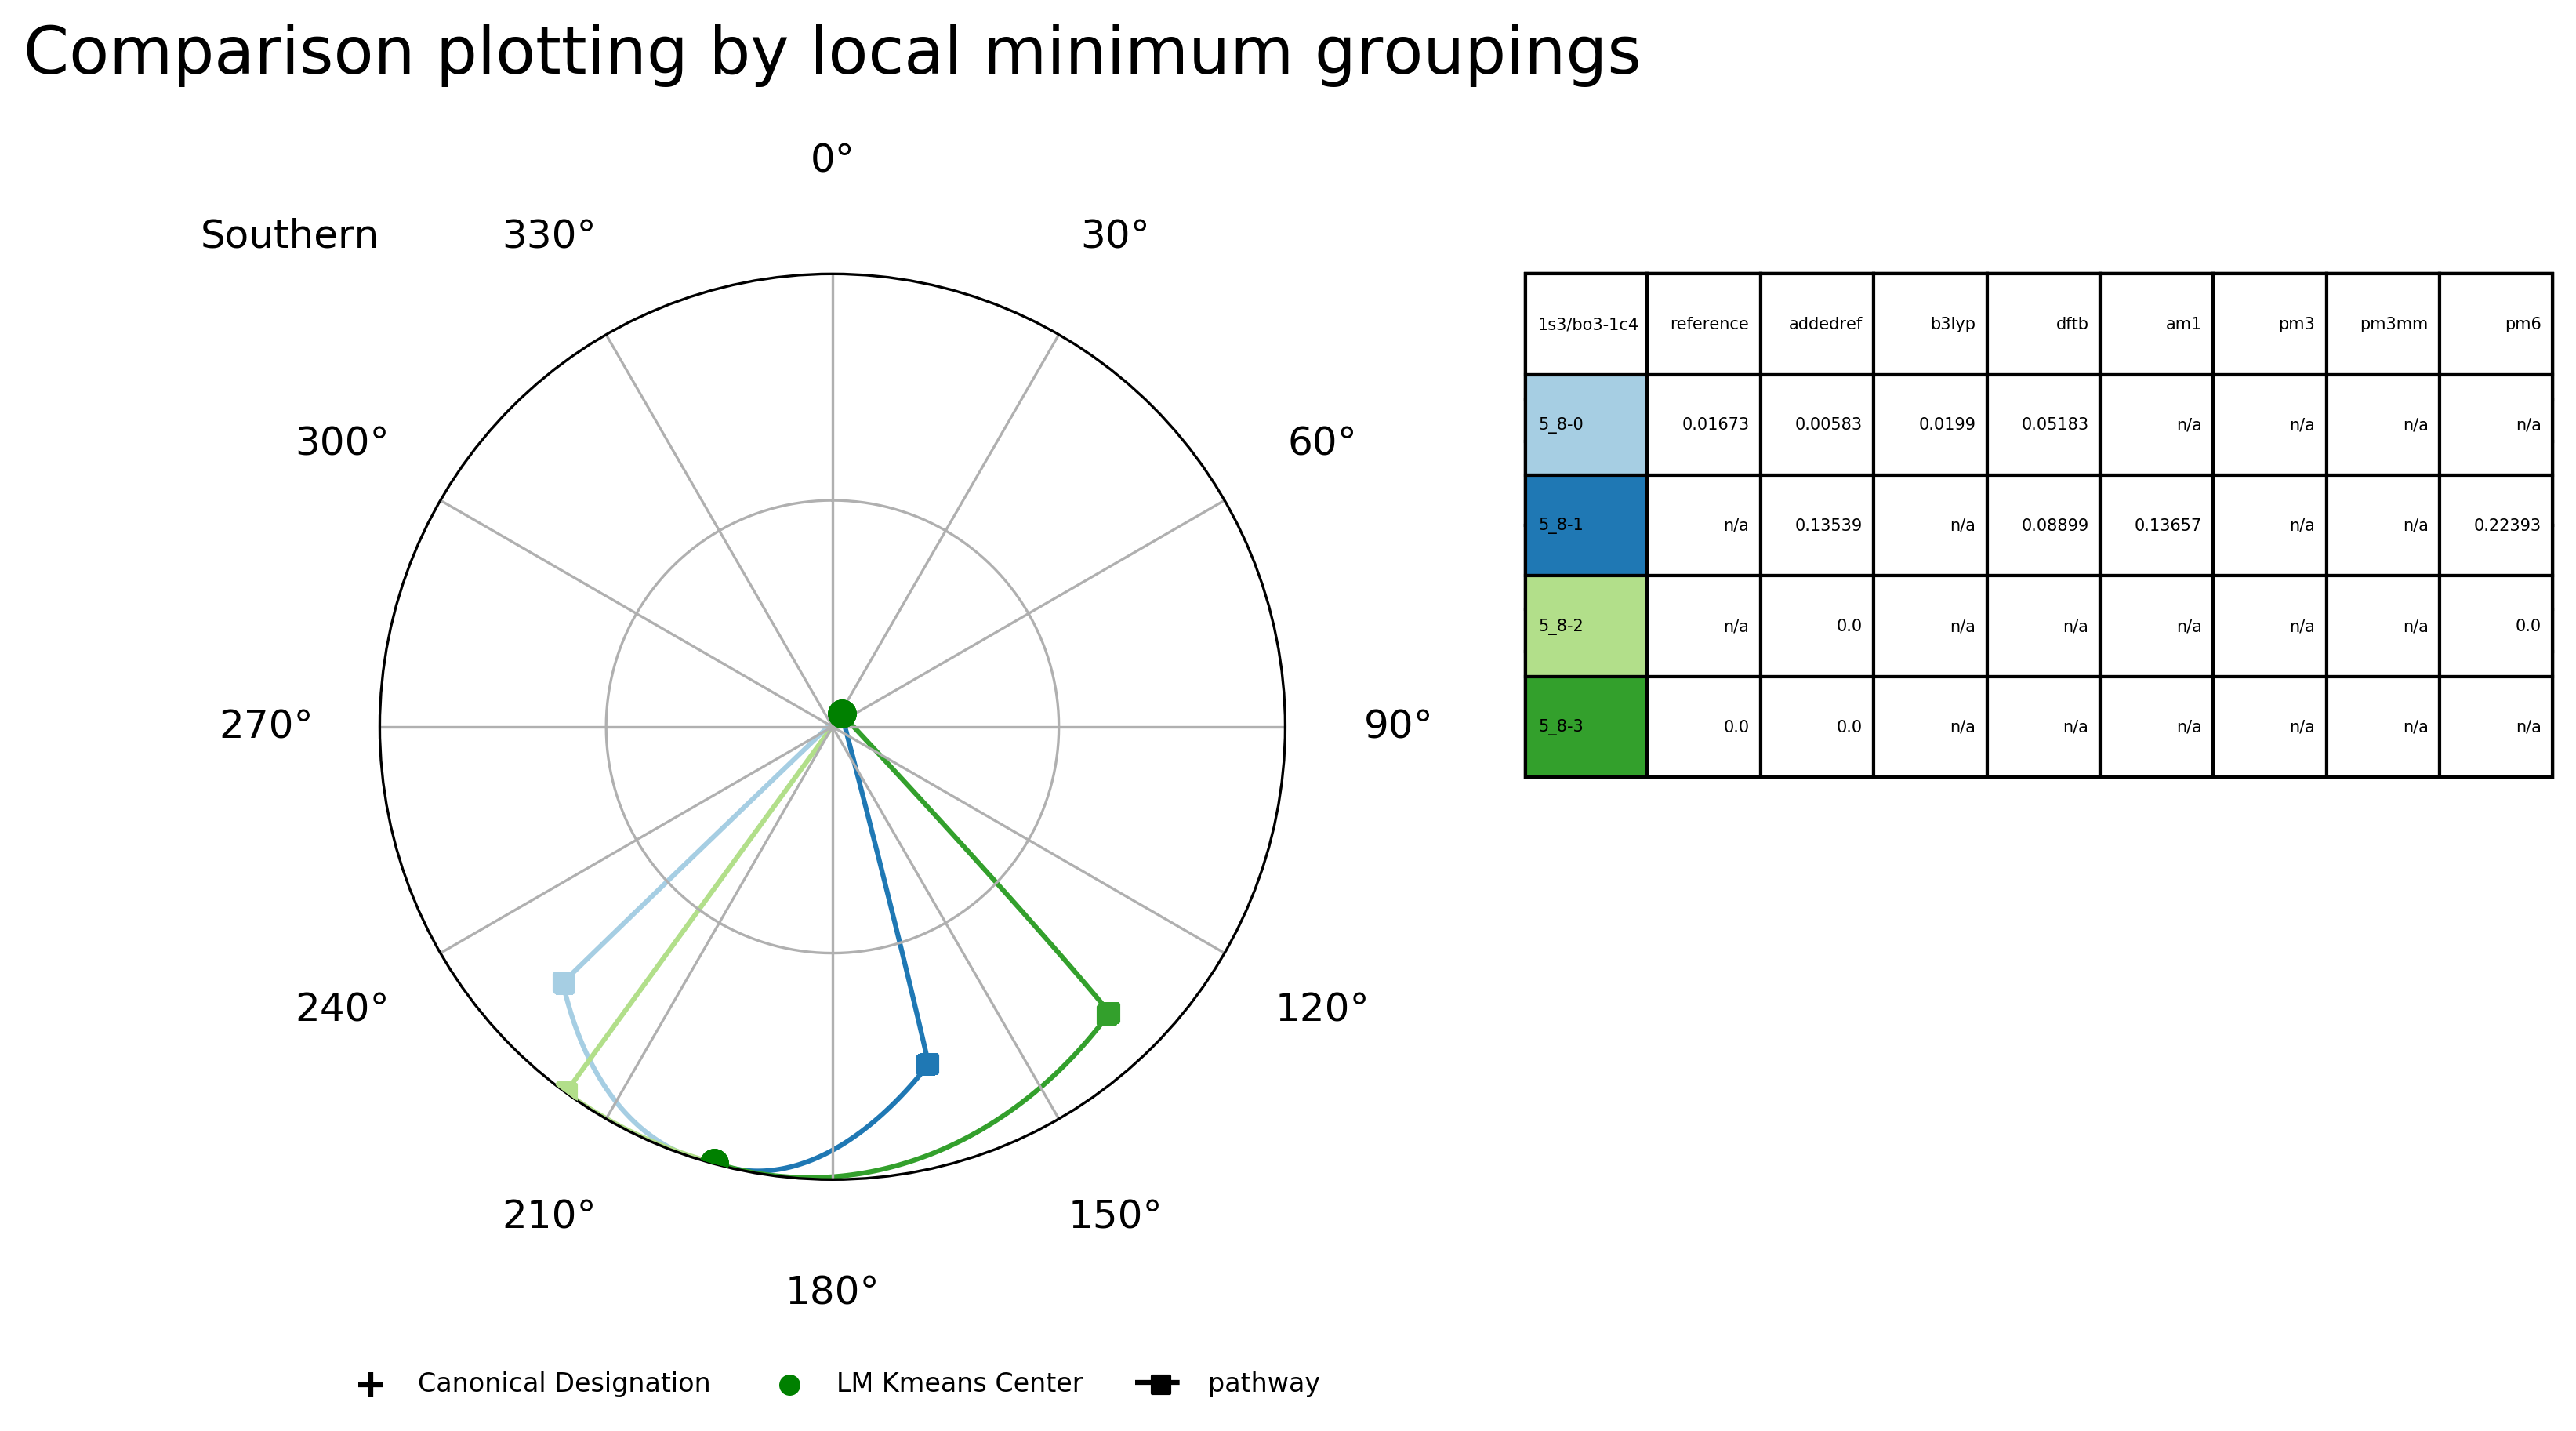 Comparison plotting by local minimum groupings
0°
Southern 330° 30°
300° 60°
270° 90°
240° 120°
210° 150°
180°
1s3/bo3-1c4 reference addedref b3lyp dftb am1 pm3 pm3mm pm6
5_8-0 0.01673 0.00583 0.0199 0.05183 n/a n/a n/a n/a
5_8-1 n/a 0.13539 n/a 0.08899 0.13657 n/a n/a 0.22393
5_8-2 n/a 0.0 n/a n/a n/a n/a n/a 0.0
5_8-3 0.0 0.0 n/a n/a n/a n/a n/a n/a
Canonical Designation LM Kmeans Center pathway